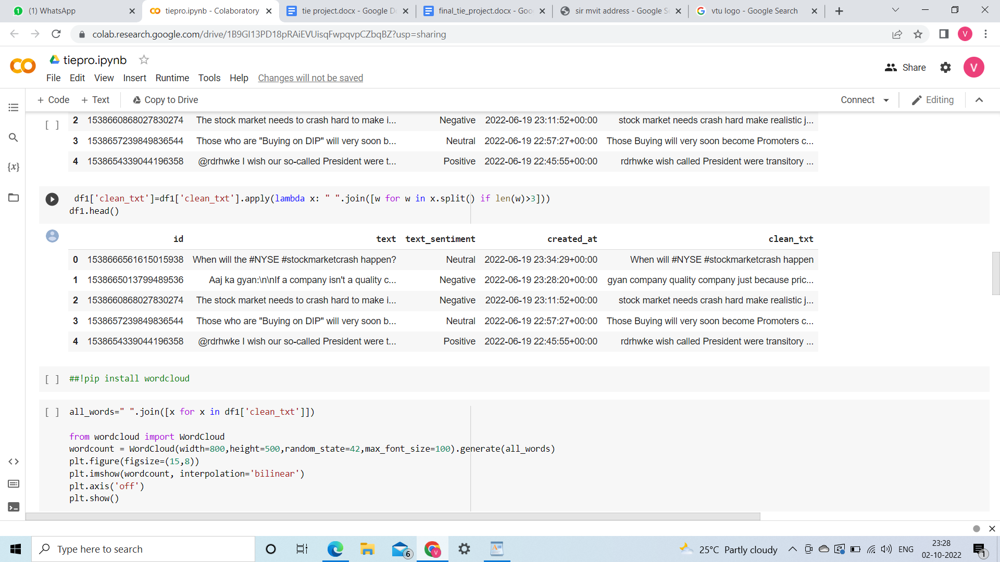 (1) WhatsApp
tiepro.ipynb - Colaboratory
tie project.docx - Google D
final_tie_project.docx - Goo
sir mvit address - Google S
vtu logo - Google Search
colab.research.google.com/drive/1B9GI13PD18pRAiEVUisqFwpqvpCZbqBZ?usp=sharing
V
CO
tiepro.ipynb
Share
V
File Edit View Insert Runtime Tools Help Changes will not be saved
+ Code + Text Copy to Drive
Connect
Editing
[ ]
2 1538660868027830274 The stock market needs to crash hard to make i... Negative 2022-06-19 23:11:52+00:00 stock market needs crash hard make realistic j...
3 1538657239849836544 Those who are "Buying on DIP" will very soon b... Neutral 2022-06-19 22:57:27+00:00 Those Buying will very soon become Promoters c...
4 1538654339044196358 @rdrhwke I wish our so-called President were t... Positive 2022-06-19 22:45:55+00:00 rdrhwke wish called President were transitory ...
{x}
df1['clean_txt']=df1['clean_txt'].apply(lambda x: " ".join([w for w in x.split() if len(w)>3]))
df1.head()
id text text_sentiment created_at clean_txt
0 1538666561615015938 When will the #NYSE #stockmarketcrash happen? Neutral 2022-06-19 23:34:29+00:00 When will #NYSE #stockmarketcrash happen
1 1538665013799489536 Aaj ka gyan:\n\nIf a company isn't a quality c... Negative 2022-06-19 23:28:20+00:00 gyan company quality company just because pric...
2 1538660868027830274 The stock market needs to crash hard to make i... Negative 2022-06-19 23:11:52+00:00 stock market needs crash hard make realistic j...
3 1538657239849836544 Those who are "Buying on DIP" will very soon b... Neutral 2022-06-19 22:57:27+00:00 Those Buying will very soon become Promoters c...
4 1538654339044196358 @rdrhwke I wish our so-called President were t... Positive 2022-06-19 22:45:55+00:00 rdrhwke wish called President were transitory ...
[ ] ##!pip install wordcloud
[ ] all_words=" ".join([x for x in df1['clean_txt']])
from wordcloud import WordCloud
wordcount = WordCloud(width=800,height=500,random_state=42,max_font_size=100).generate(all_words)
plt.figure(figsize=(15,8))
plt.imshow(wordcount, interpolation='bilinear')
plt.axis('off')
plt.show()
Type here to search
6
V
25°C Partly cloudy
ENG
23:28
02-10-2022
1